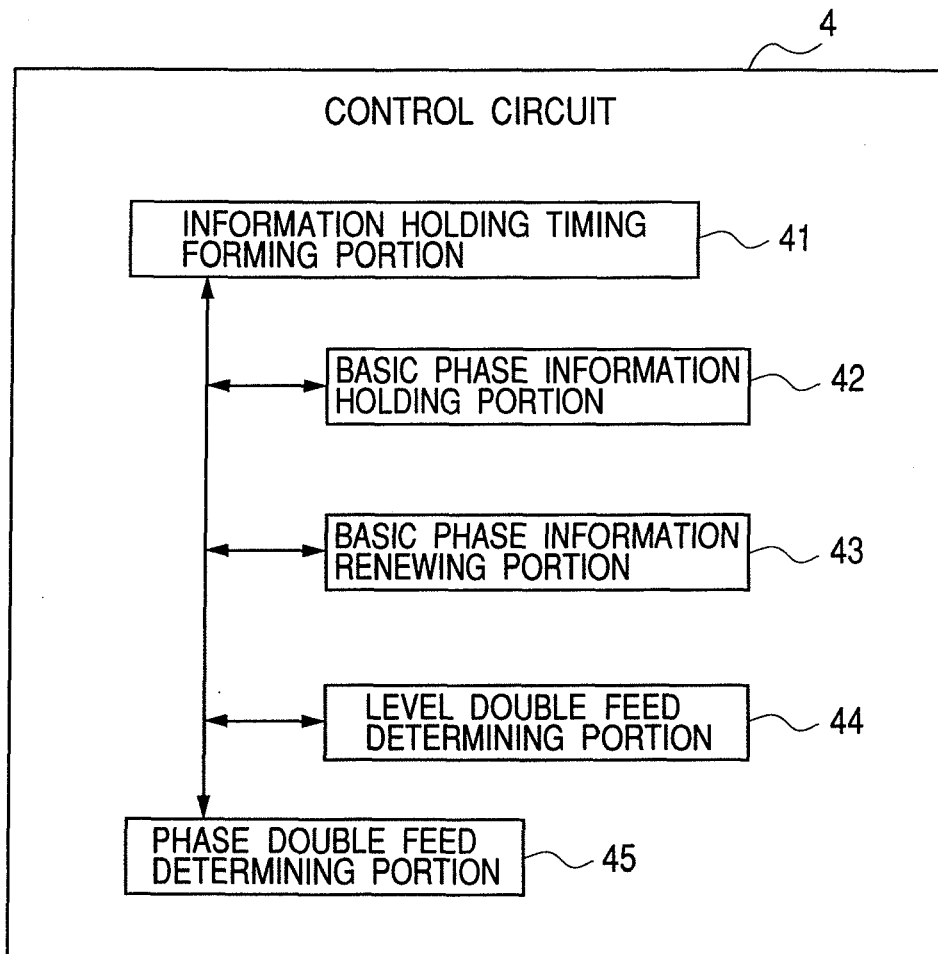 4
CONTROL CIRCUIT
INFORMATION HOLDING TIMING
FORMING PORTION
41
BASIC PHASE INFORMATION
HOLDING PORTION
42
BASIC PHASE INFORMATION
RENEWING PORTION
43
LEVEL DOUBLE FEED
DETERMINING PORTION
44
PHASE DOUBLE FEED
DETERMINING PORTION
45